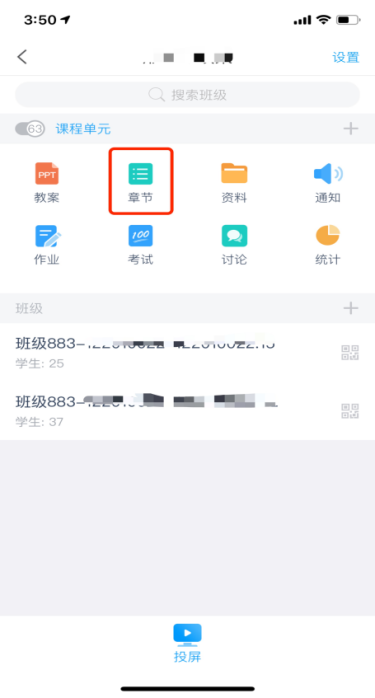 3:50
设置
搜索班级
63 课程单元
PPT
教案 章节 资料 通知
100
作业 考试 讨论 统计
班级
班级883-
学生: 25
班级883-
学生: 37
投屏